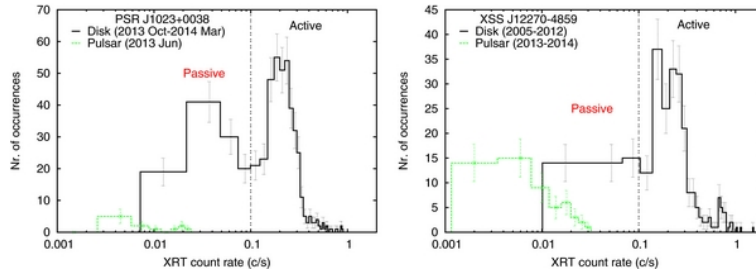 PSR J1023+0038
Disk (2013 Oct-2014 Mar)
Pulsar (2013 Jun)
Active
Passive
Nr. of occurrences
70
60
50
40
30
20
10
0
0.001
0.01
0.1
1
XRT count rate (c/s)
XSS J12270-4859
Disk (2005-2012)
Pulsar (2013-2014)
Active
Passive
Nr. of occurrences
45
40
35
30
25
20
15
10
5
0
0.001
0.01
0.1
1
XRT count rate (c/s)